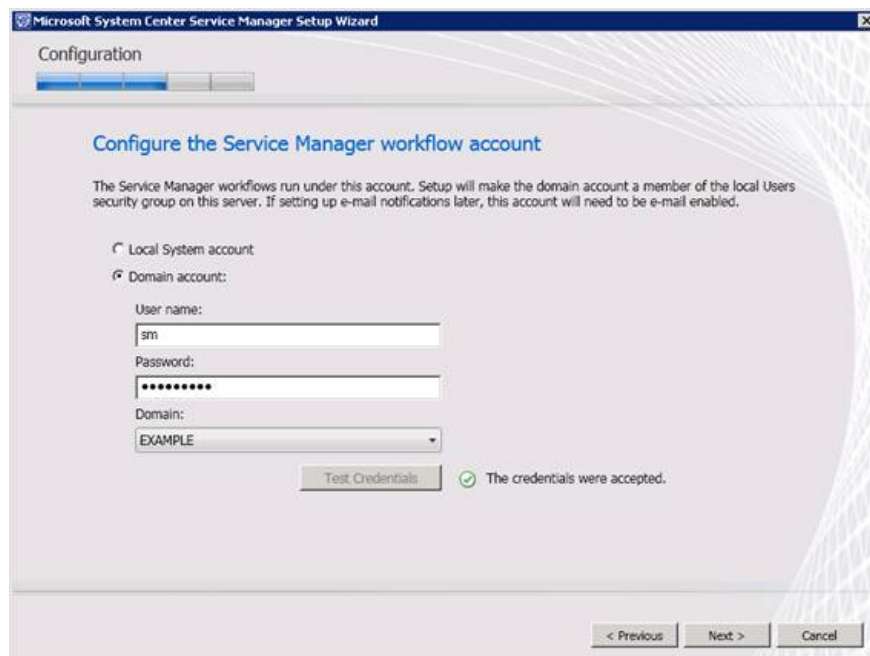 Microsoft System Center Service Manager Setup Wizard
Configuration
Configure the Service Manager workflow account
The Service Manager workflows run under this account. Setup will make the domain account a member of the local Users
security group on this server. If setting up e-mail notifications later, this account will need to be e-mail enabled.
Local System account
Domain account:
User name:
sm
Password:
•••••••••
Domain:
EXAMPLE
Test Credentials The credentials were accepted.
< Previous Next > Cancel